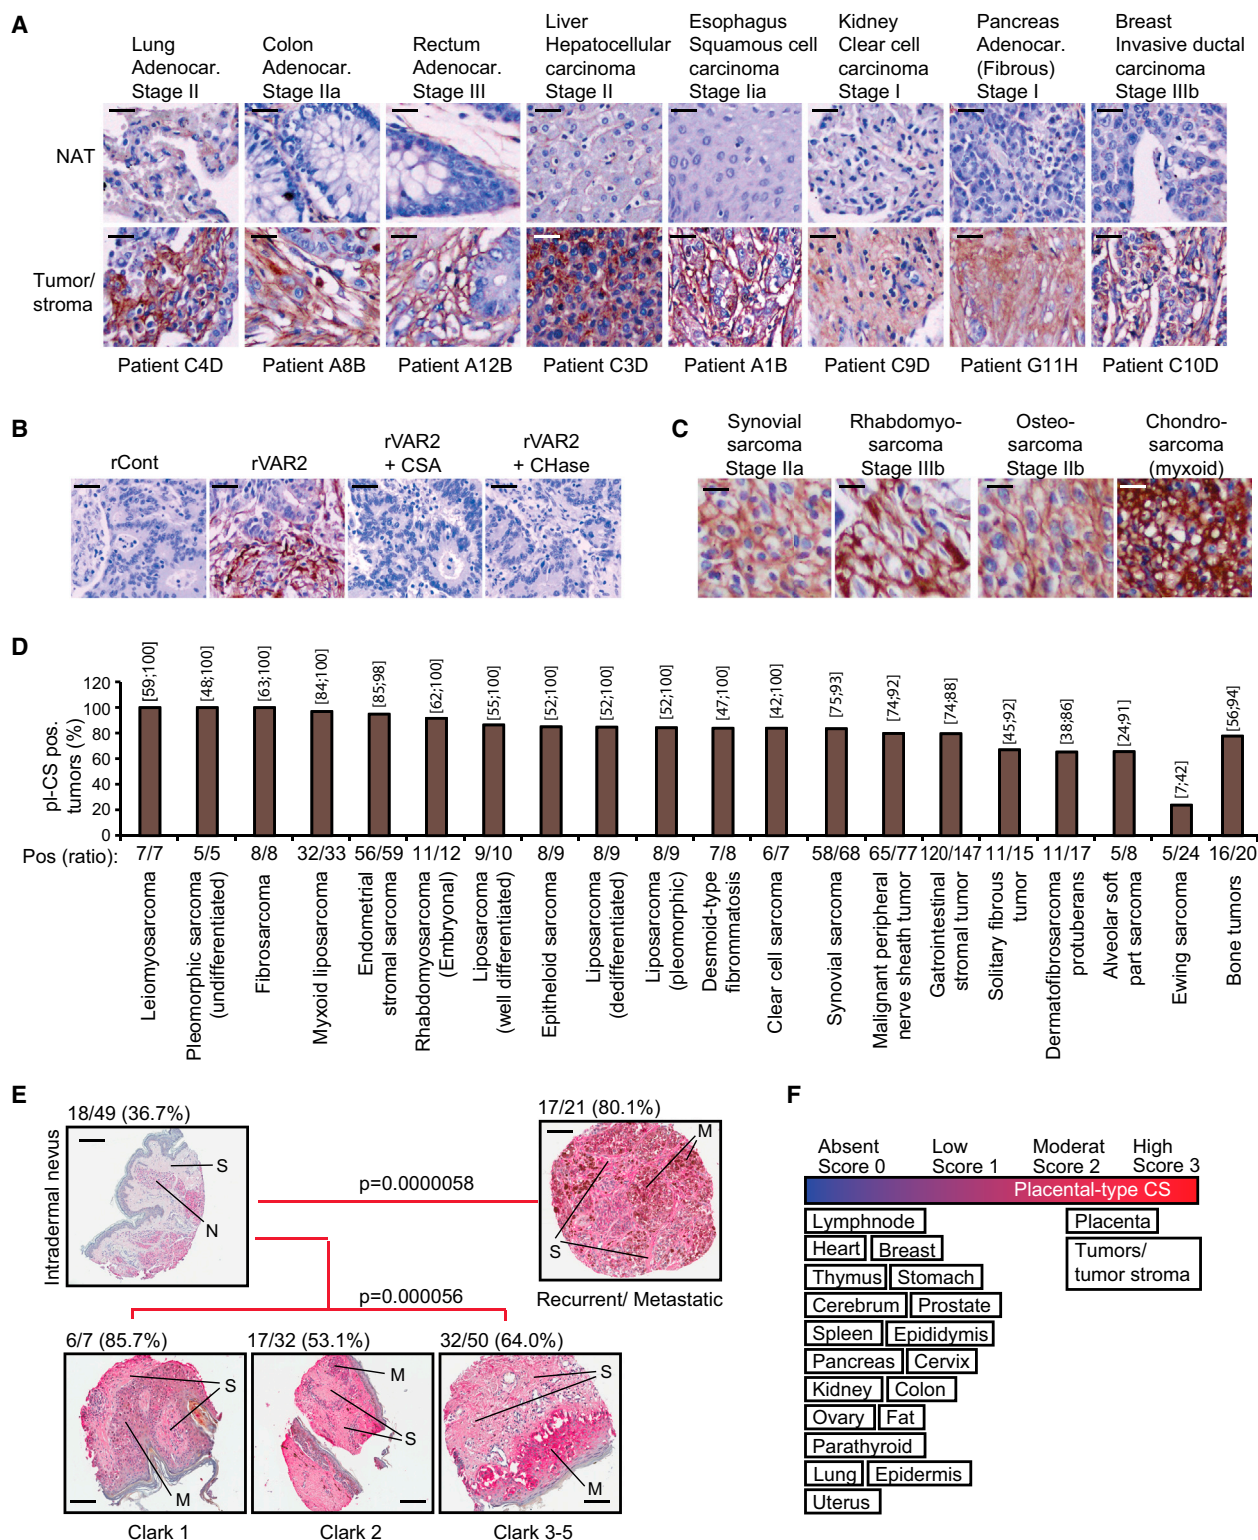 A
Lung
Adenocar.
Stage II
Colon
Adenocar.
Stage IIa
Rectum
Adenocar.
Stage III
Liver
Hepatocellular
carcinoma
Stage II
Esophagus
Squamous cell
carcinoma
Stage Iia
Kidney
Clear cell
carcinoma
Stage I
Pancreas
Adenocar.
(Fibrous)
Stage I
Breast
Invasive ductal
carcinoma
Stage IIIb
NAT
Tumor/
stroma
Patient C4D
Patient A8B
Patient A12B
Patient C3D
Patient A1B
Patient C9D
Patient G11H
Patient C10D
B
rCont
rVAR2
rVAR2
+ CSA
rVAR2
+ CHase
C
Synovial
sarcoma
Stage IIa
Rhabdomyo-
sarcoma
Stage IIIb
Osteo-
sarcoma
Stage IIb
Chondro-
sarcoma
(myxoid)
D
pl-CS pos.
tumors (%)
120
100
80
60
40
20
0
[59;100]
[48;100]
[63;100]
[84;100]
[85;98]
[62;100]
[55;100]
[52;100]
[52;100]
[52;100]
[47;100]
[42;100]
[75;93]
[74;92]
[74;88]
[45;92]
[38;86]
[24;91]
[7;42]
[56;94]
Pos (ratio):
7/7
5/5
8/8
32/33
56/59
11/12
9/10
8/9
8/9
8/9
7/8
6/7
58/68
65/77
120/147
11/15
11/17
5/8
5/24
16/20
Leiomyosarcoma
Pleomorphic sarcoma
(undifferentiated)
Fibrosarcoma
Myxoid liposarcoma
Endometrial
stromal sarcoma
Rhabdomyosarcoma
(Embryonal)
Liposarcoma
(well differentiated)
Epitheloid sarcoma
Liposarcoma
(dedifferentiated)
Liposarcoma
(pleomorphic)
Desmoid-type
fibrommatosis
Clear cell sarcoma
Synovial sarcoma
Malignant peripheral
nerve sheath tumor
Gatrointestinal
stromal tumor
Solitary fibrous
tumor
Dermatofibrosarcoma
protuberans
Alveolar soft
part sarcoma
Ewing sarcoma
Bone tumors
E
18/49 (36.7%)
Intradermal nevus
S
N
p=0.0000058
17/21 (80.1%)
M
S
Recurrent/ Metastatic
p=0.000056
6/7 (85.7%)
S
M
Clark 1
17/32 (53.1%)
M
S
Clark 2
32/50 (64.0%)
S
M
Clark 3-5
F
Absent
Score 0
Low
Score 1
Moderat
Score 2
High
Score 3
Placental-type CS
Lymphnode
Heart Breast
Thymus Stomach
Cerebrum Prostate
Spleen Epididymis
Pancreas Cervix
Kidney Colon
Ovary Fat
Parathyroid
Lung Epidermis
Uterus
Placenta
Tumors/
tumor stroma